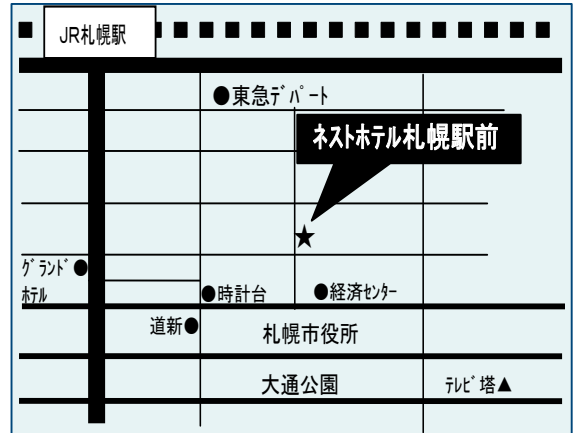 JR札幌駅
●東急ﾃﾞﾊﾟｰﾄ
ﾈｽﾄﾎﾃﾙ札幌駅前
★
ｸﾞﾗﾝﾄﾞ●
ﾎﾃﾙ
●時計台
●経済ｾﾝﾀｰ
道新●
札幌市役所
大通公園
ﾃﾚﾋﾞ塔▲